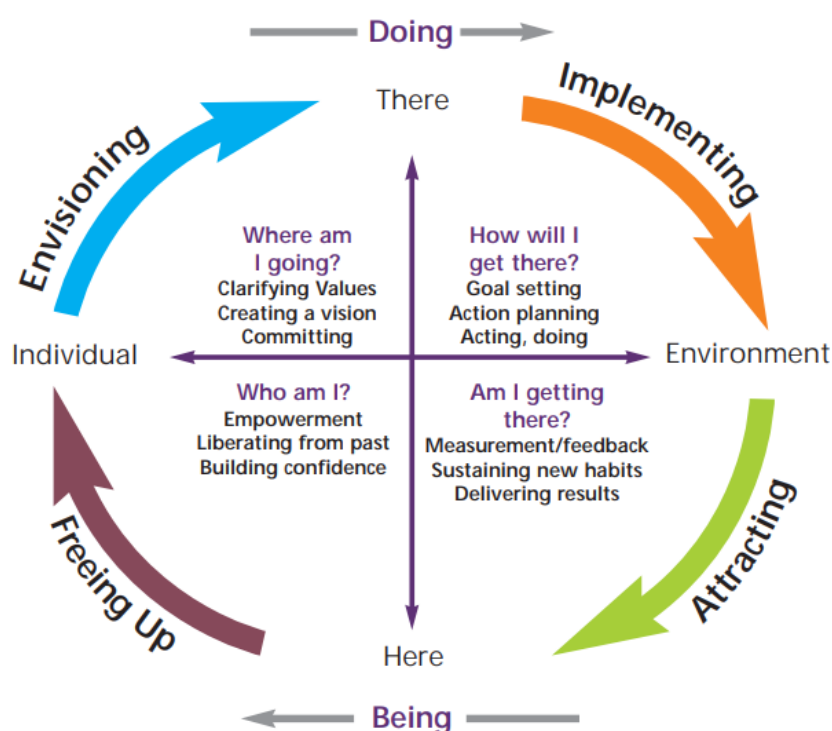 Doing
There
Envisioning
Implementing
Where am
I going?
Clarifying Values
Creating a vision
Committing
How will I
get there?
Goal setting
Action planning
Acting, doing
Individual
Environment
Who am I?
Empowerment
Liberating from past
Building confidence
Am I getting
there?
Measurement/feedback
Sustaining new habits
Delivering results
Freeing Up
Attracting
Here
Being